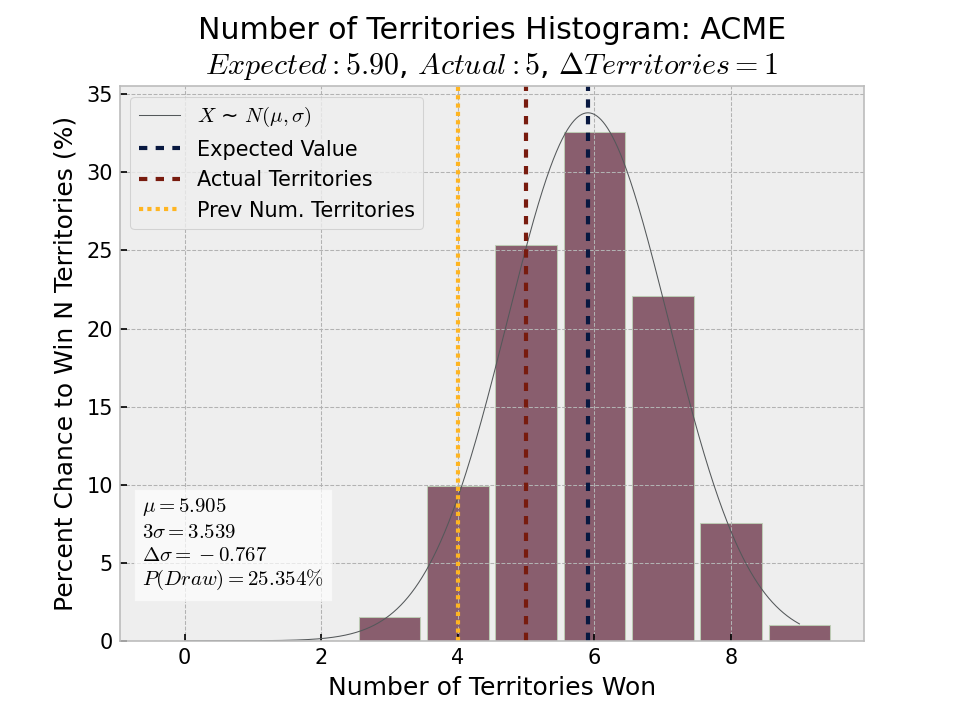 Number of Territories Histogram: ACME
Expected : 5.90, Actual : 5, ΔTerritories = 1
Percent Chance to Win N Territories (%)
35
30
25
20
15
10
5
0
X ~ N(μ, σ)
Expected Value
Actual Territories
Prev Num. Territories
μ = 5.905
3σ = 3.539
Δσ = −0.767
P(Draw) = 25.354%
0 2 4 6 8
Number of Territories Won